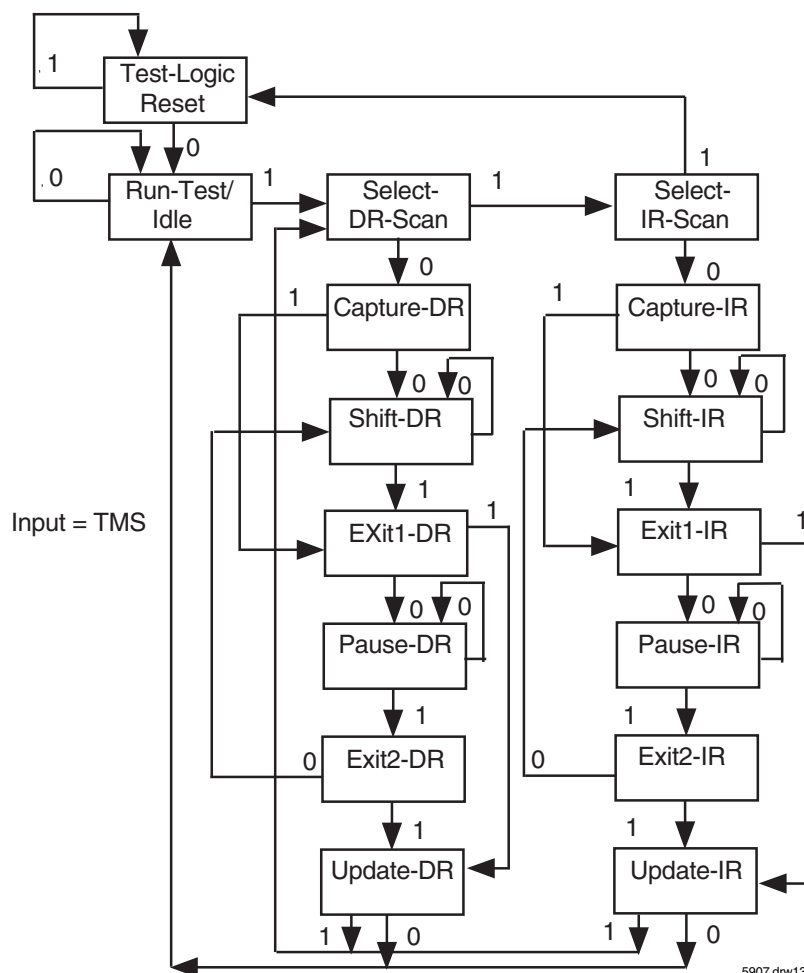 1
Test-Logic
Reset
0
1
0
Run-Test/
Idle
1
Select-
DR-Scan
1
Select-
IR-Scan
0
0
1
Capture-DR
1
Capture-IR
0
0
0
0
Shift-DR
Shift-IR
1
1
Input = TMS
EXit1-DR
1
Exit1-IR
1
0
0
0
0
Pause-DR
Pause-IR
1
1
0
Exit2-DR
0
Exit2-IR
1
1
Update-DR
Update-IR
1
0
1
0
5907 drw13